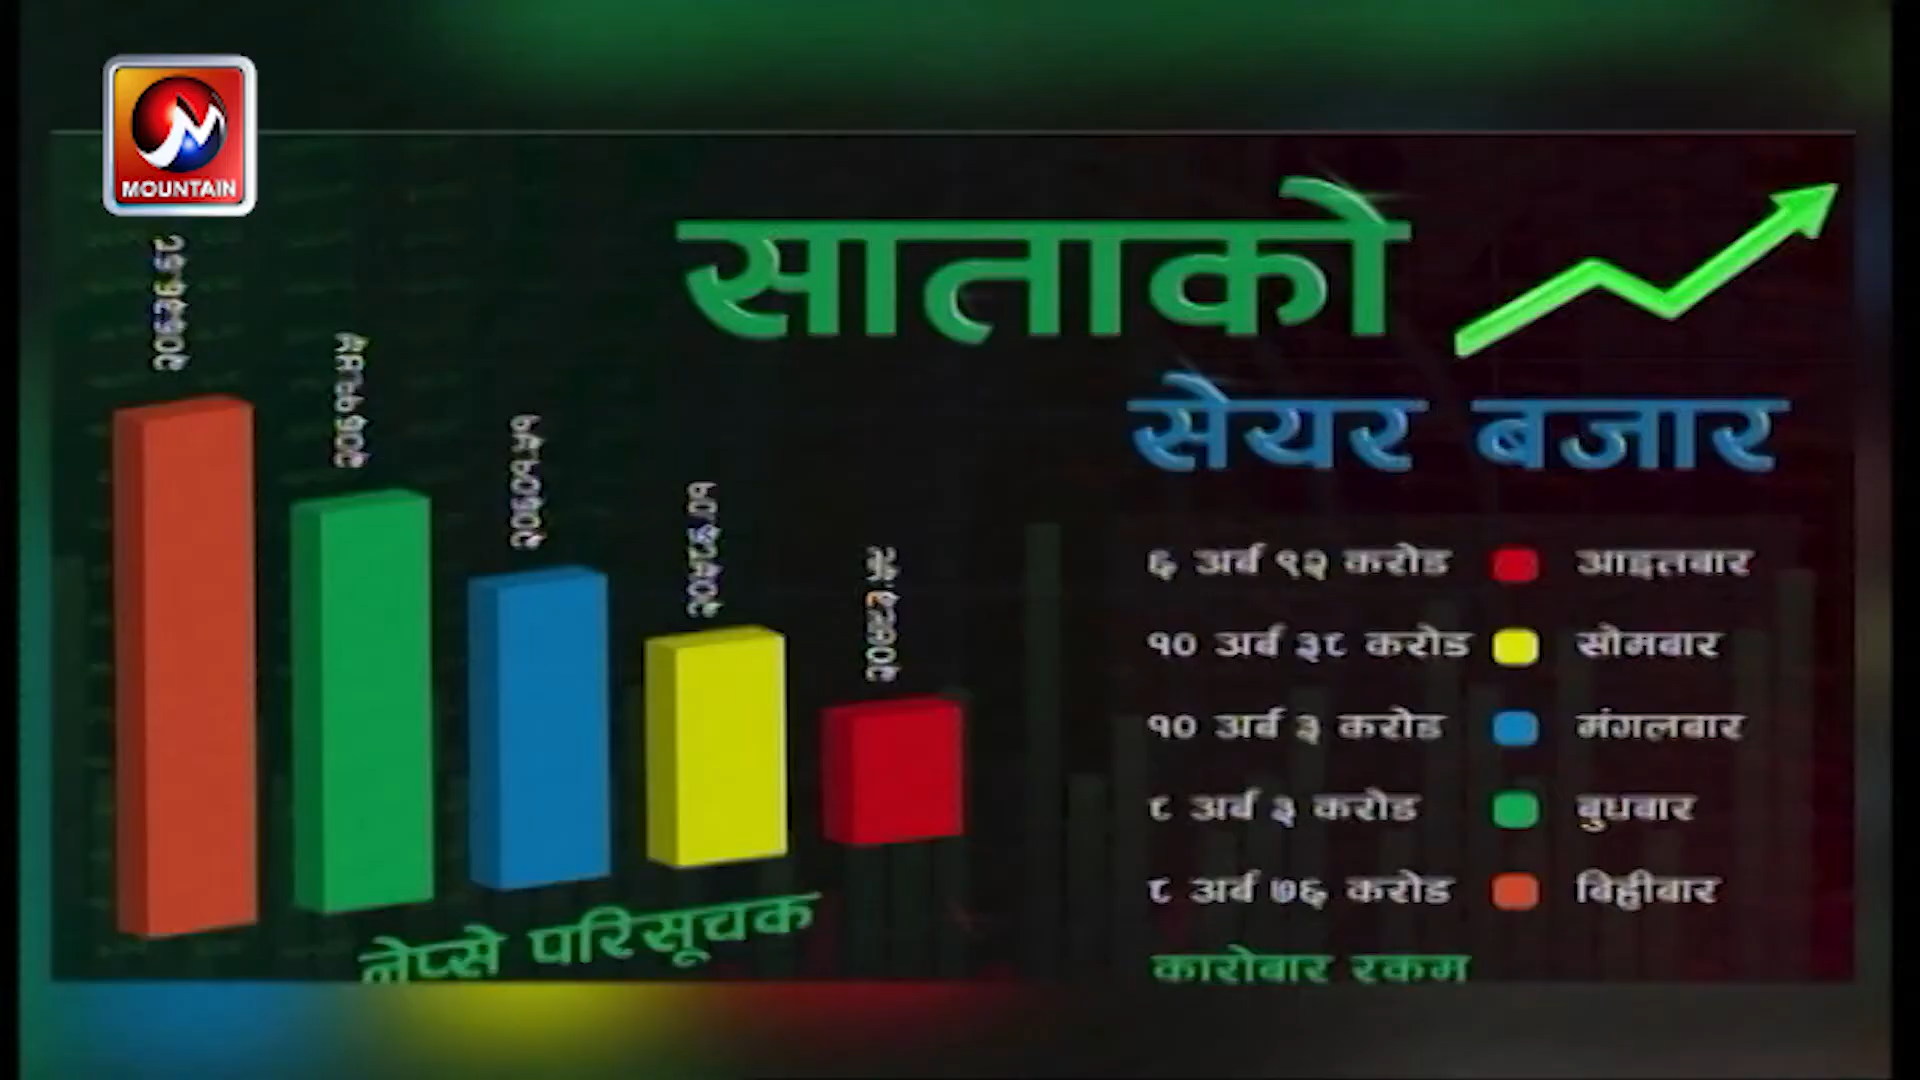 MOUNTAIN
साताको
सेयर बजार
६ अर्ब ९२ करोड आइतबार
१० अर्ब ३८ करोड सोमबार
१० अर्ब ३ करोड मंगलबार
८ अर्ब ३ करोड बुधबार
८ अर्ब ७६ करोड बिहीबार
कारोबार रकम
नेप्से परिसूचक